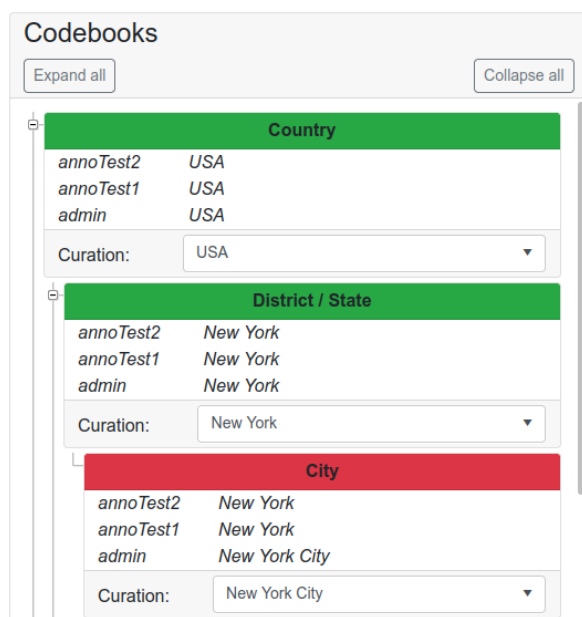 Codebooks
Expand all Collapse all
Country
annoTest2 USA
annoTest1 USA
admin USA
Curation: USA
District / State
annoTest2 New York
annoTest1 New York
admin New York
Curation: New York
City
annoTest2 New York
annoTest1 New York
admin New York City
Curation: New York City